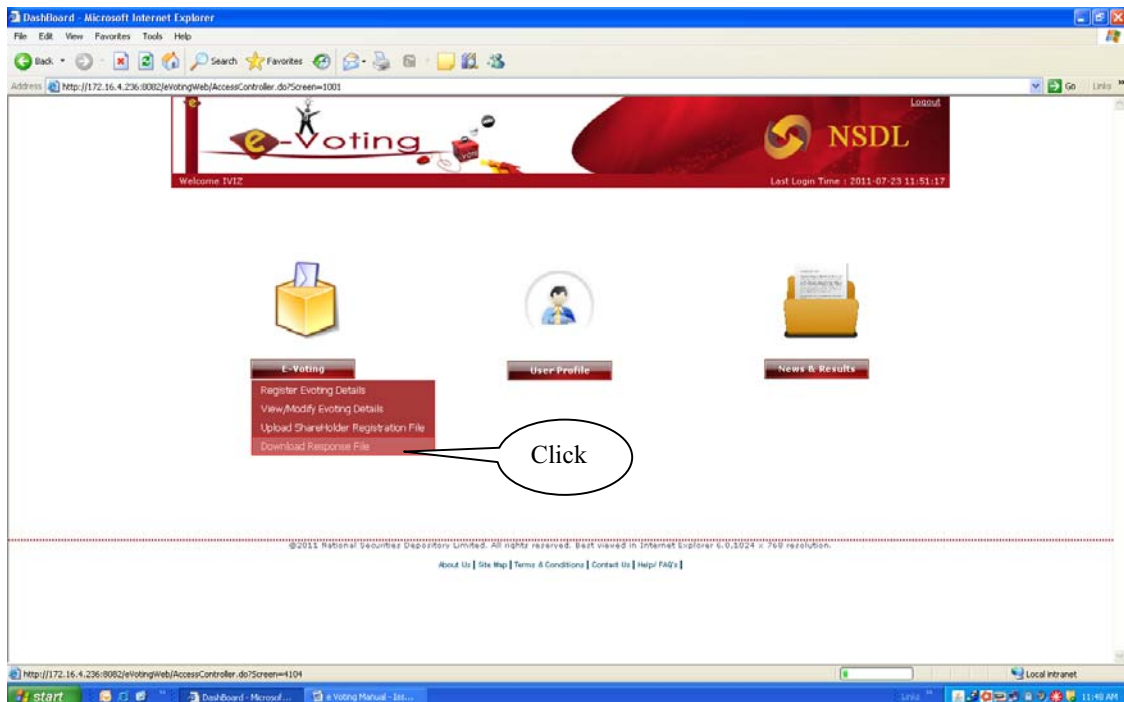 DashBoard - Microsoft Internet Explorer
File Edit View Favorites Tools Help
Back Search Favorites
Address http://172.16.4.236:8082/eVotingWeb/AccessController.do?Screen=1001 Go Links
Logout
e-Voting NSDL
Welcome IVIZ Last Login Time : 2011-07-23 11:51:17
E-Voting User Profile News & Results
Register Evoting Details
View/Modify Evoting Details
Upload ShareHolder Registration File
Download Response File
Click
@2011 National Securities Depository Limited. All rights reserved. Best viewed in Internet Explorer 6.0,1024 x 768 resolution.
About Us | Site Map | Terms & Conditions | Contact Us | Help/ FAQ's |
http://172.16.4.236:8082/eVotingWeb/AccessController.do?Screen=4104 Local intranet
start DashBoard - Microsof... e Voting Manual - Iss... Links 11:48 AM